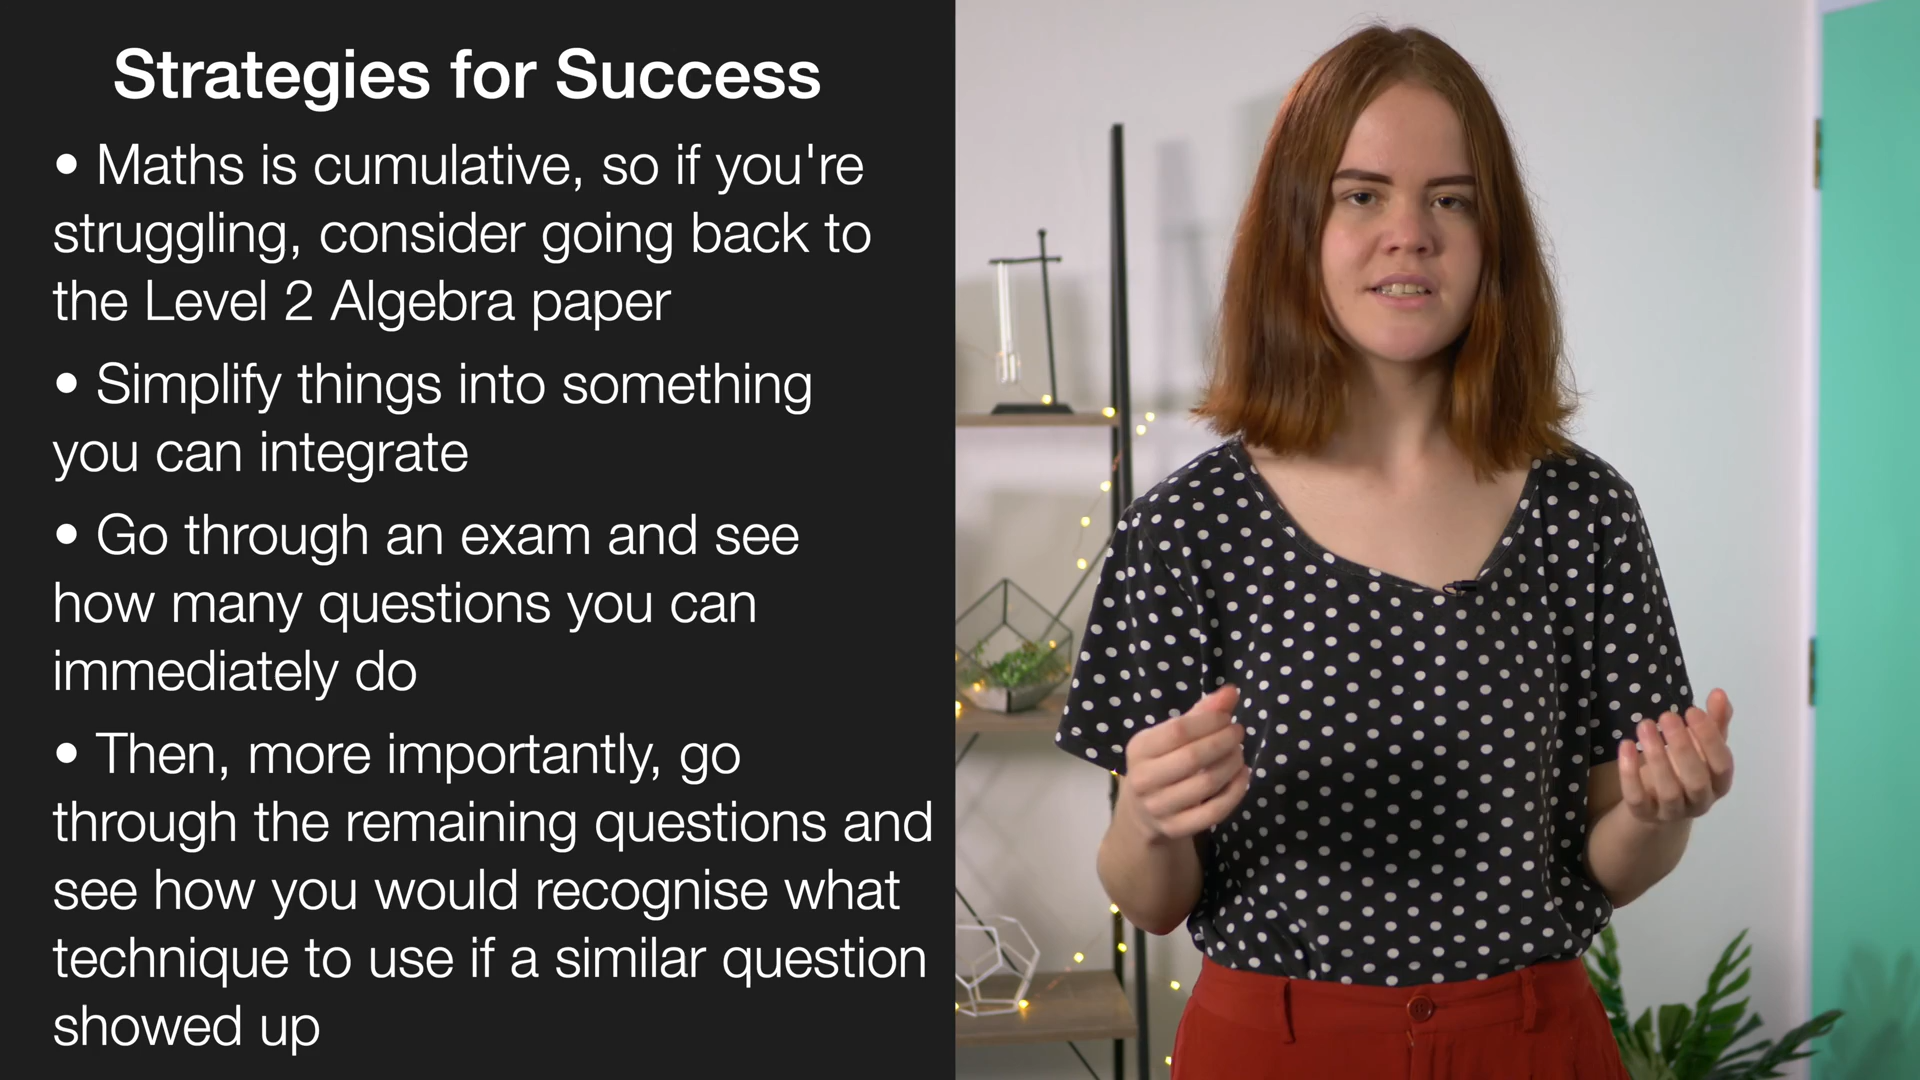 Strategies for Success
• Maths is cumulative, so if you're
struggling, consider going back to
the Level 2 Algebra paper
• Simplify things into something
you can integrate
• Go through an exam and see
how many questions you can
immediately do
• Then, more importantly, go
through the remaining questions and
see how you would recognise what
technique to use if a similar question
showed up